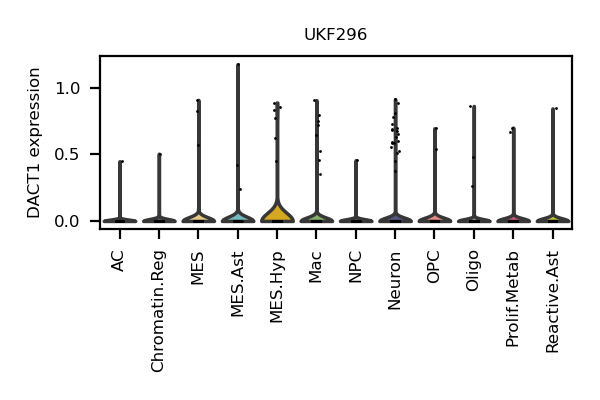 UKF296
DACT1 expression
1.0
0.5
0.0
AC
Chromatin.Reg
MES
MES.Ast
MES.Hyp
Mac
NPC
Neuron
OPC
Oligo
Prolif.Metab
Reactive.Ast